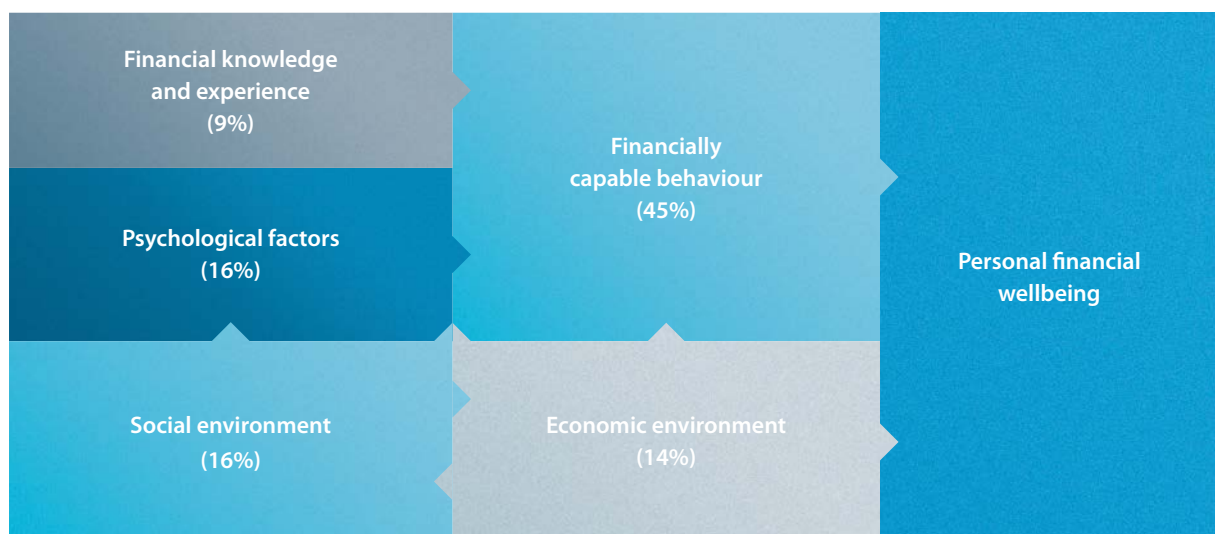 Financial knowledge
and experience
(9%)
Psychological factors
(16%)
Social environment
(16%)
Financially
capable behaviour
(45%)
Economic environment
(14%)
Personal financial
wellbeing